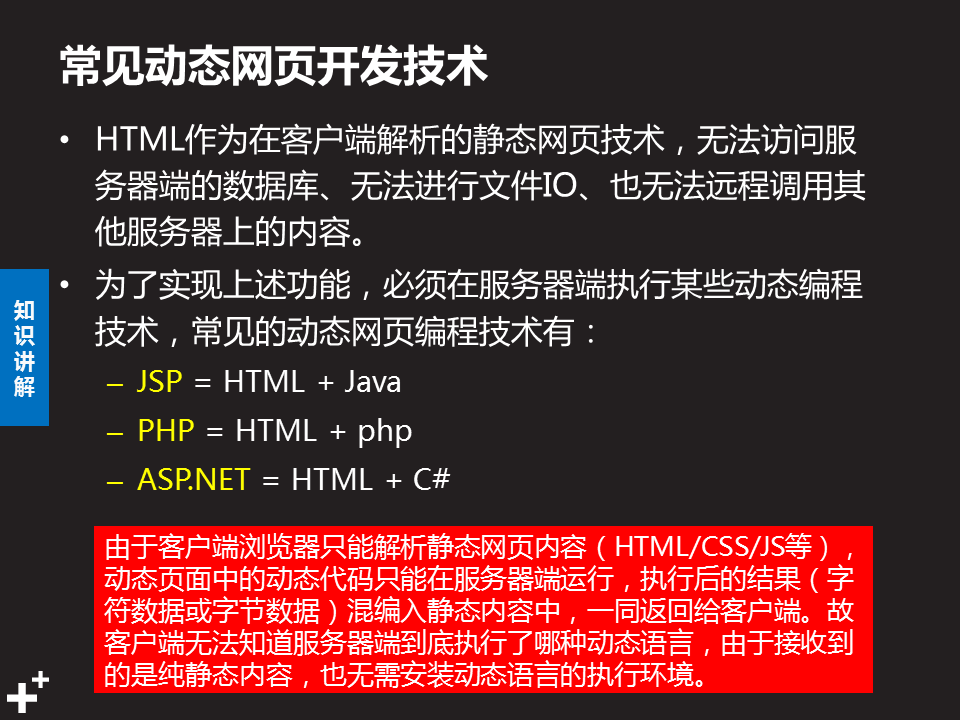 常见动态网页开发技术
• HTML作为在客户端解析的静态网页技术，无法访问服
务器端的数据库、无法进行文件IO、也无法远程调用其
他服务器上的内容。
• 为了实现上述功能，必须在服务器端执行某些动态编程
技术，常见的动态网页编程技术有：
– JSP = HTML + Java
– PHP = HTML + php
– ASP.NET = HTML + C#
知
识
讲
解
由于客户端浏览器只能解析静态网页内容（HTML/CSS/JS等），
动态页面中的动态代码只能在服务器端运行，执行后的结果（字
符数据或字节数据）混编入静态内容中，一同返回给客户端。故
客户端无法知道服务器端到底执行了哪种动态语言，由于接收到
的是纯静态内容，也无需安装动态语言的执行环境。